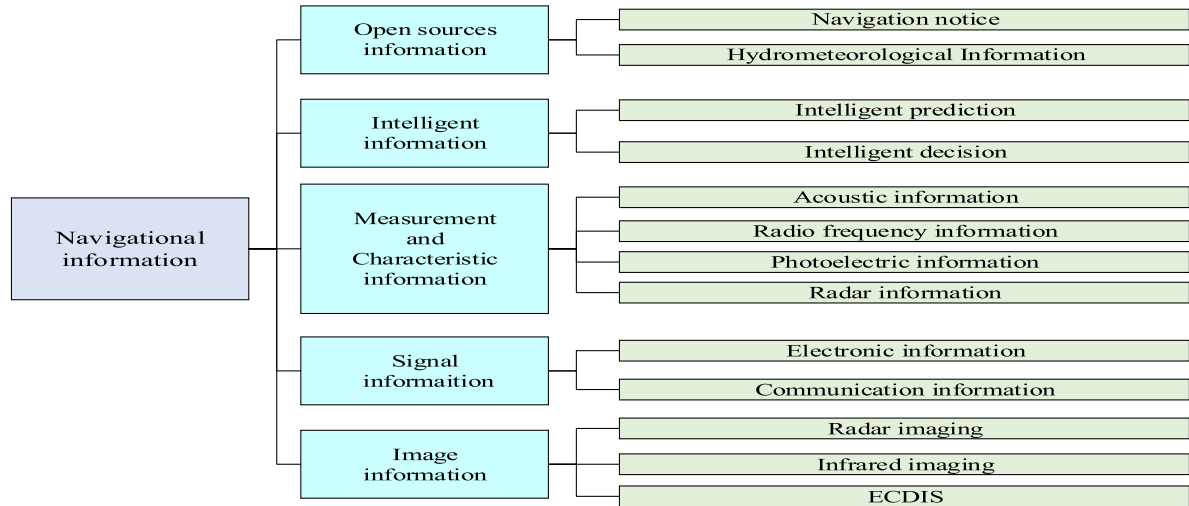 Navigational
information
Open sources
information
Navigation notice
Hydrometeorological Information
Intelligent
information
Intelligent prediction
Intelligent decision
Measurement
and
Characteristic
information
Acoustic information
Radio frequency information
Photoelectric information
Radar information
Signal
informaition
Electronic information
Communication information
Image
information
Radar imaging
Infrared imaging
ECDIS